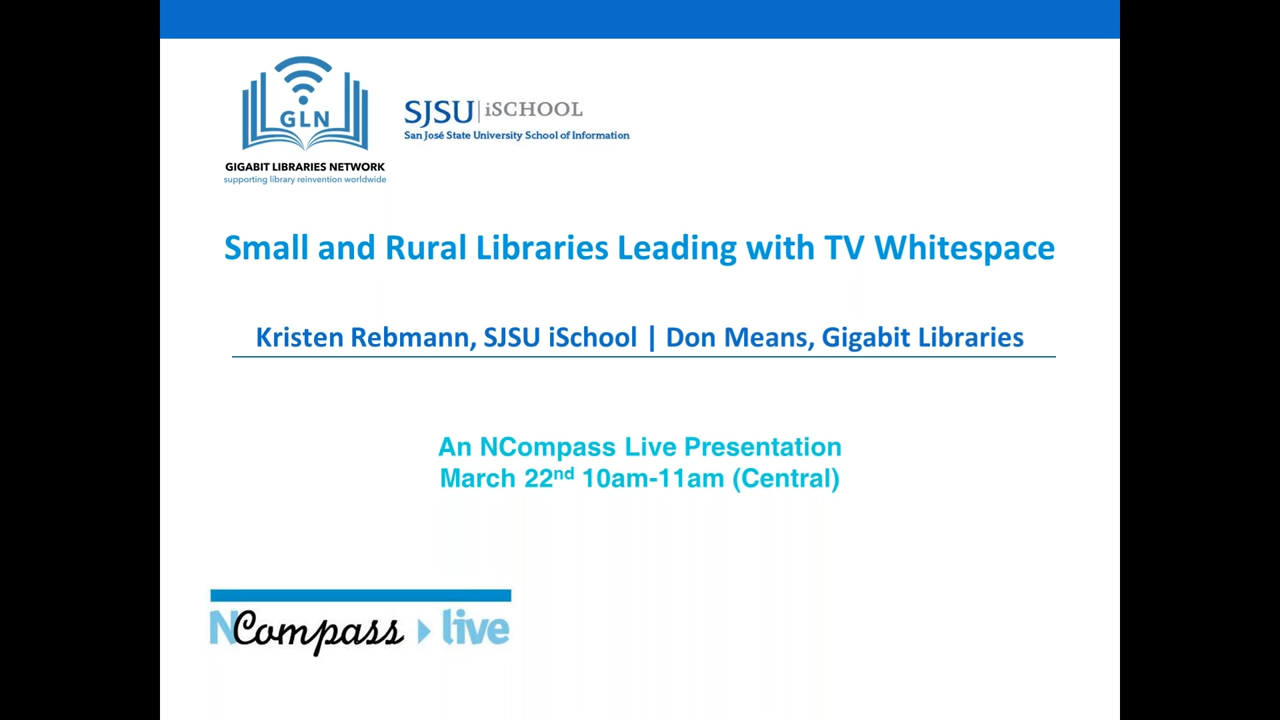 GLN
GIGABIT LIBRARIES NETWORK
supporting library reinvention worldwide
SJSU | iSCHOOL
San José State University School of Information
Small and Rural Libraries Leading with TV Whitespace
Kristen Rebmann, SJSU iSchool | Don Means, Gigabit Libraries
An NCompass Live Presentation
March 22nd 10am-11am (Central)
NCompass live